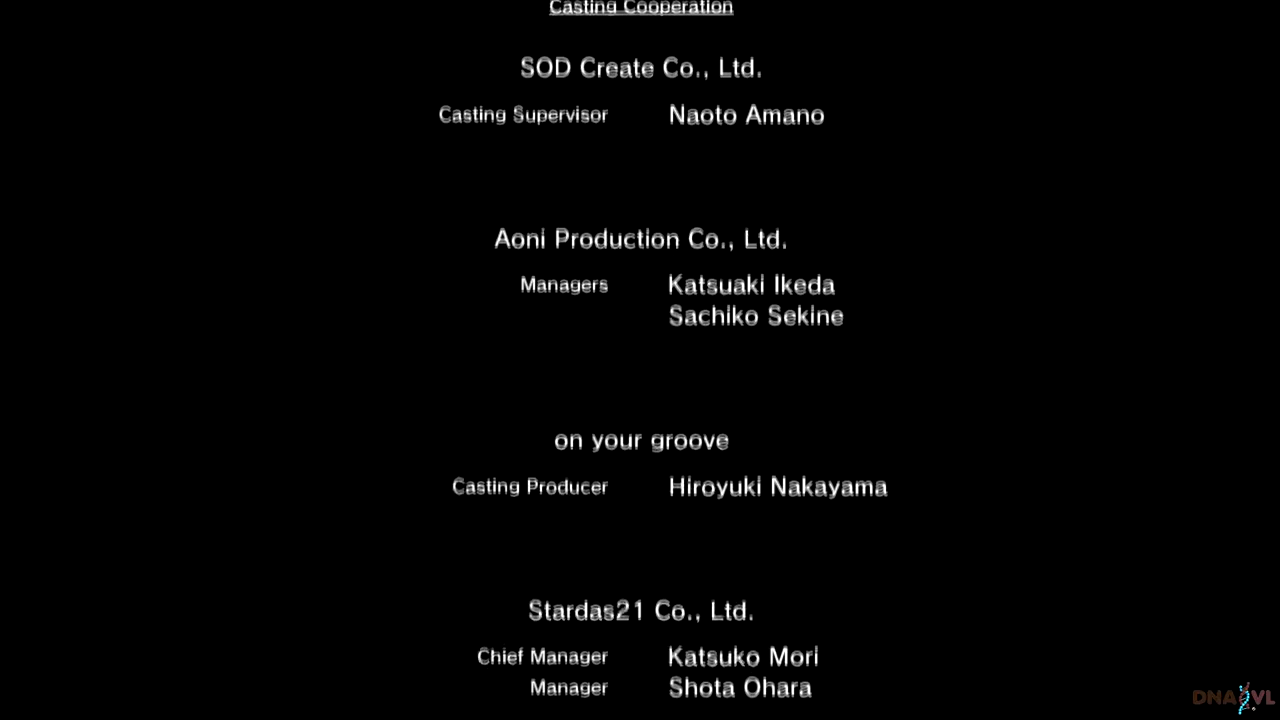 Casting Cooperation
SOD Create Co., Ltd.
Casting Supervisor Naoto Amano
Aoni Production Co., Ltd.
Managers Katsuaki Ikeda
Sachiko Sekine
on your groove
Casting Producer Hiroyuki Nakayama
Stardas21 Co., Ltd.
Chief Manager Katsuko Mori
Manager Shota Ohara